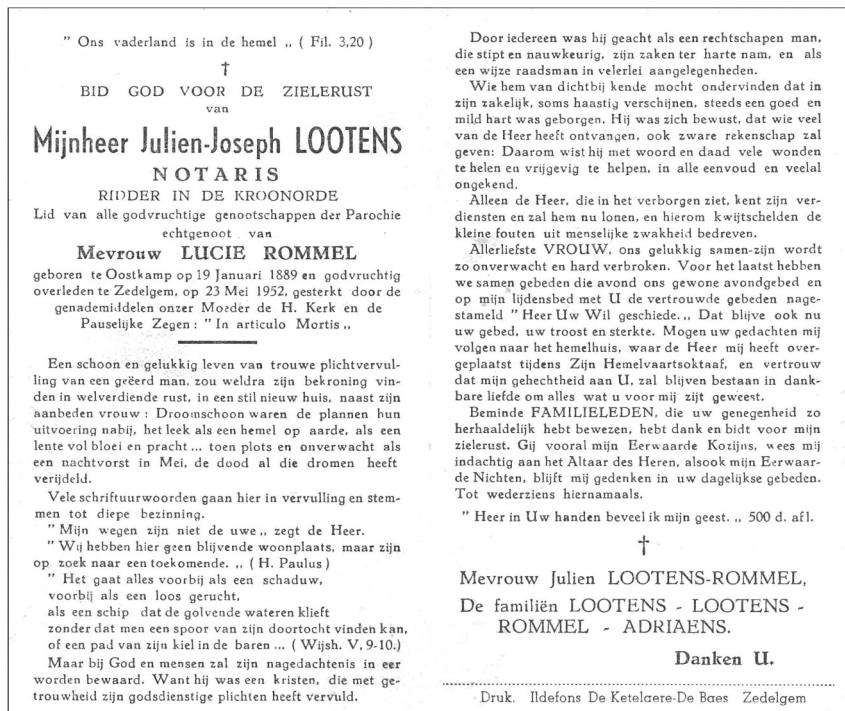 " Ons vaderland is in de hemel „ ( Fil. 3,20 )
†
BID GOD VOOR DE ZIELERUST
van
Mijnheer Julien-Joseph LOOTENS
NOTARIS
RIDDER IN DE KROONORDE
Lid van alle godvruchtige genootschappen der Parochie
echtgenoot van
Mevrouw LUCIE ROMMEL
geboren te Oostkamp op 19 Januari 1889 en godvruchtig
overleden te Zedelgem, op 23 Mei 1952, gesterkt door de
genademiddelen onzer Moeder de H. Kerk en de
Pauselijke Zegen : " In articulo Mortis „
Een schoon en gelukkig leven van trouwe plichtvervul-
ling van een geëerd man, zou weldra zijn bekroning vin-
den in welverdiende rust, in een stil nieuw huis, naast zijn
aanbeden vrouw : Droomschoon waren de plannen hun
uitvoering nabij, het leek als een hemel op aarde, als een
lente vol bloei en pracht ... toen plots en onverwacht als
een nachtvorst in Mei, de dood al die dromen heeft
verijdeld.
Vele schriftuurwoorden gaan hier in vervulling en stem-
men tot diepe bezinning.
" Mijn wegen zijn niet de uwe „ zegt de Heer.
" Wij hebben hier geen blijvende woonplaats, maar zijn
op zoek naar een toekomende. „ ( H. Paulus )
" Het gaat alles voorbij als een schaduw,
voorbij als een loos gerucht,
als een schip dat de golvende wateren klieft
zonder dat men een spoor van zijn doortocht vinden kan,
of een pad van zijn kiel in de baren ... ( Wijsh. V, 9-10.)
Maar bij God en mensen zal zijn nagedachtenis in eer
worden bewaard. Want hij was een kristen, die met ge-
trouwheid zijn godsdienstige plichten heeft vervuld.
Door iedereen was hij geacht als een rechtschapen man,
die stipt en nauwkeurig, zijn zaken ter harte nam, en als
een wijze raadsman in velerlei aangelegenheden.
Wie hem van dichtbij kende mocht ondervinden dat in
zijn zakelijk, soms haastig verschijnen, steeds een goed en
mild hart was geborgen. Hij was zich bewust, dat wie veel
van de Heer heeft ontvangen, ook zware rekenschap zal
geven: Daarom wist hij met woord en daad vele wonden
te helen en vrijgevig te helpen, in alle eenvoud en veelal
ongekend.
Alleen de Heer, die in het verborgen ziet, kent zijn ver-
diensten en zal hem nu lonen, en hierom kwijtschelden de
kleine fouten uit menselijke zwakheid bedreven.
Allerliefste VROUW, ons gelukkig samen-zijn wordt
zo onverwacht en hard verbroken. Voor het laatst hebben
we samen gebeden die avond ons gewone avondgebed en
op mijn lijdensbed met U de vertrouwde gebeden nage-
stameld " Heer Uw Wil geschiede.„ Dat blijve ook nu
uw gebed, uw troost en sterkte. Mogen uw gedachten mij
volgen naar het hemelhuis, waar de Heer mij heeft over-
geplaatst tijdens Zijn Hemelvaartsoktaaf, en vertrouw
dat mijn gehechtheid aan U, zal blijven bestaan in dank-
bare liefde om alles wat u voor mij zijt geweest.
Beminde FAMILIELEDEN, die uw genegenheid zo
herhaaldelijk hebt bewezen, hebt dank en bidt voor mijn
zielerust. Gij vooral mijn Eerwaarde Kozijns, wees mij
indachtig aan het Altaar des Heren, alsook mijn Eerwaar-
de Nichten, blijft mij gedenken in uw dagelijkse gebeden.
Tot wederziens hiernamaals.
" Heer in Uw handen beveel ik mijn geest. „ 500 d. afl.
†
Mevrouw Julien LOOTENS-ROMMEL,
De familiën LOOTENS - LOOTENS -
ROMMEL - ADRIAENS.
Danken U.
Druk. Ildefons De Ketelaere-De Baes Zedelgem